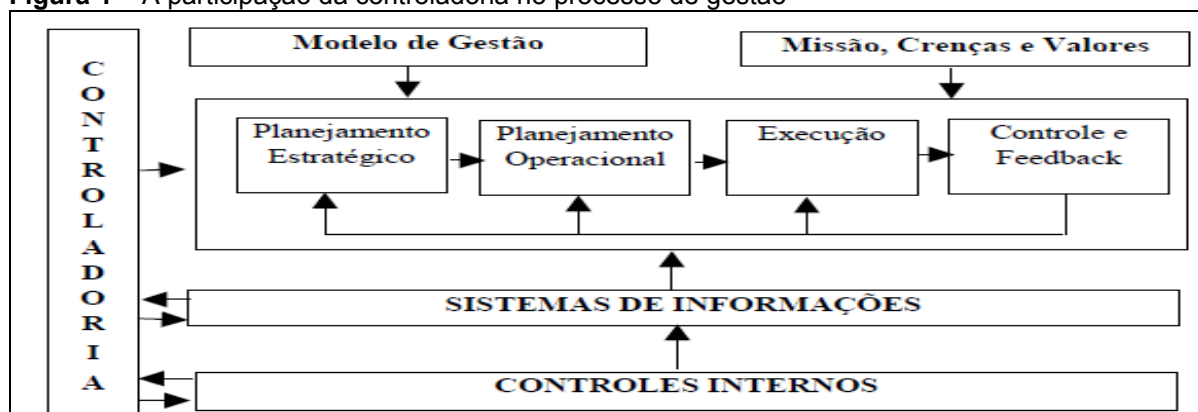 Figura 1 – A participação da controladoria no processo de gestão
CONTROLADORIA
Modelo de Gestão
Missão, Crenças e Valores
Planejamento
Estratégico
Planejamento
Operacional
Execução
Controle e
Feedback
SISTEMAS DE INFORMAÇÕES
CONTROLES INTERNOS